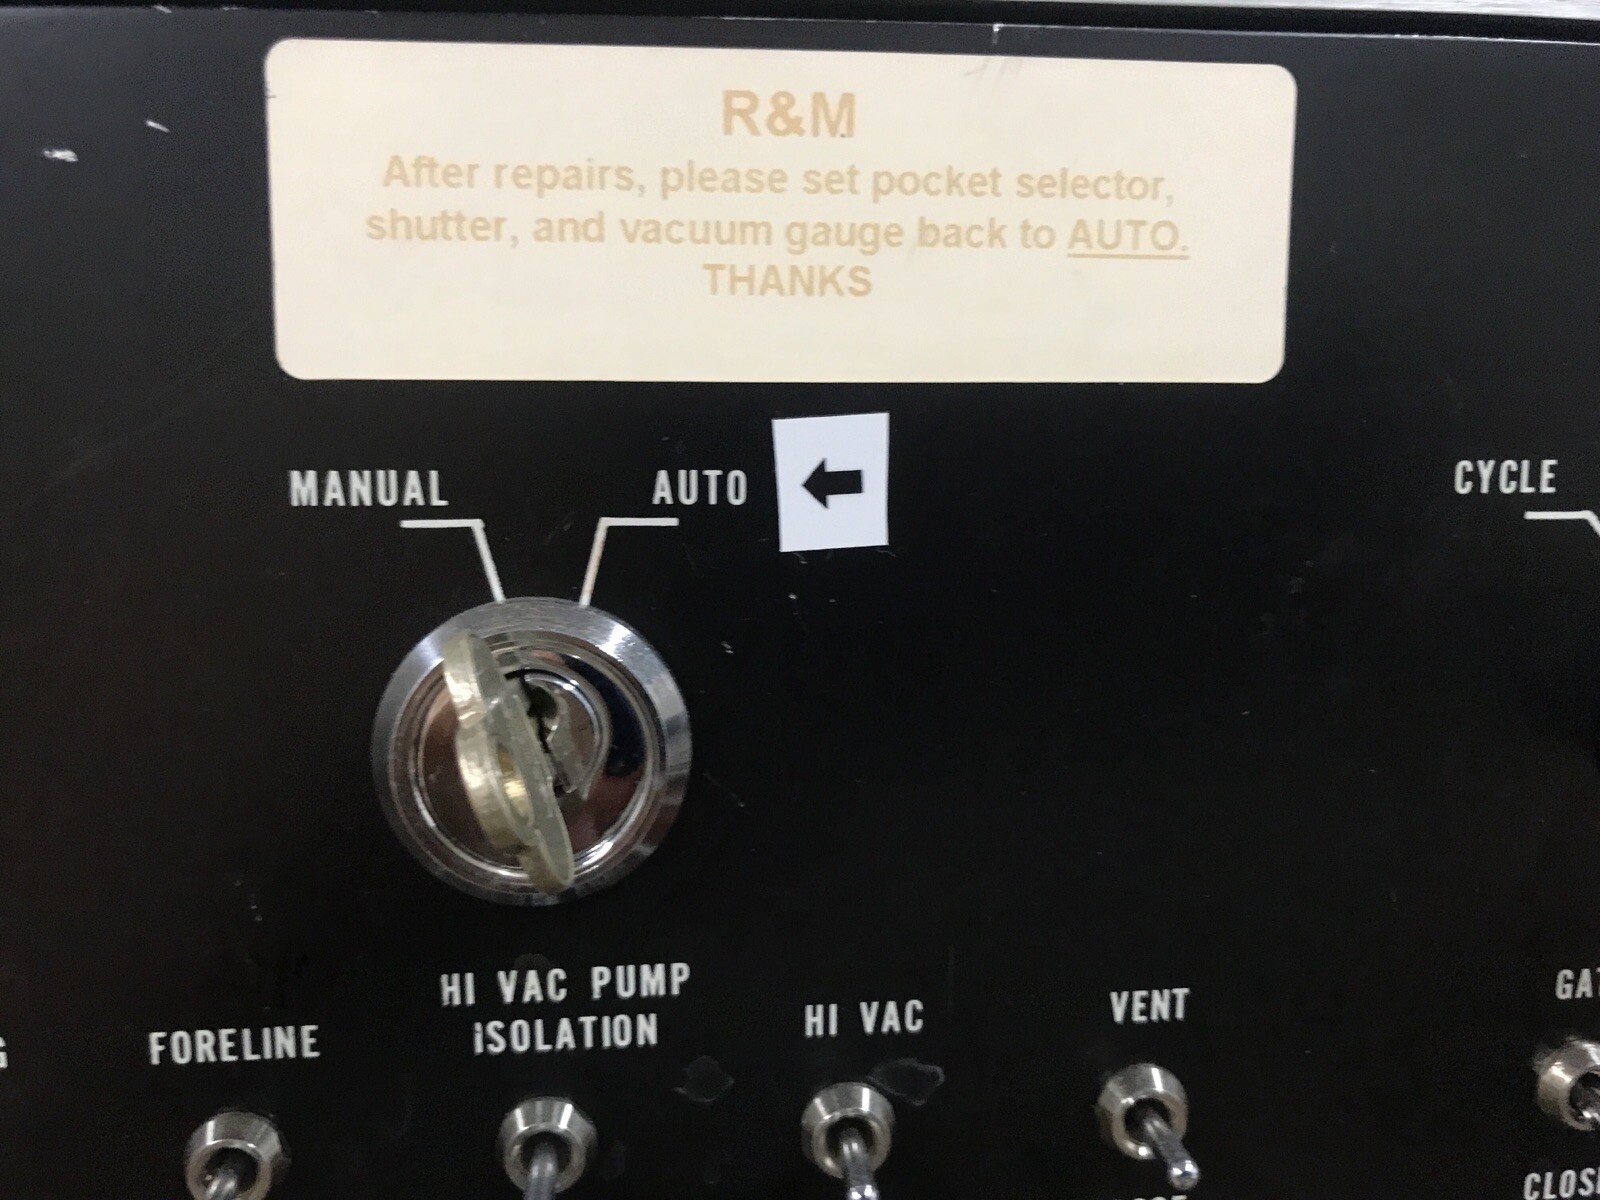 R&M
After repairs, please set pocket selector,
shutter, and vacuum gauge back to AUTO.
THANKS
MANUAL
AUTO
CYCLE
FORELINE
HI VAC PUMP
ISOLATION
HI VAC
VENT